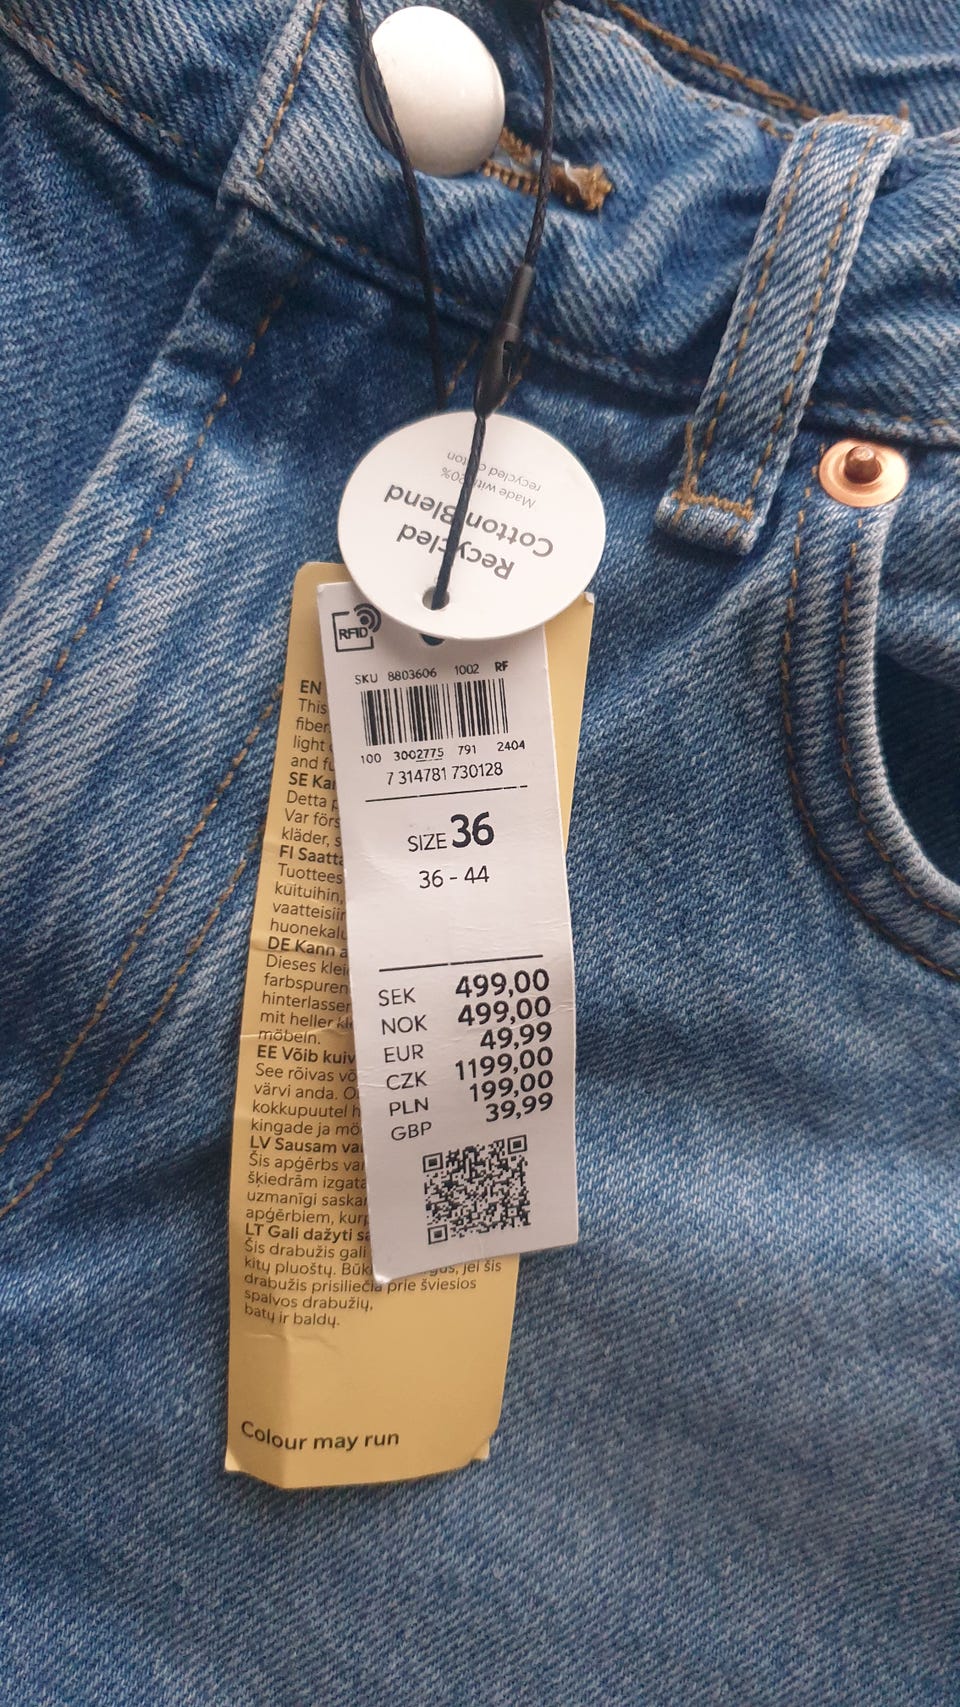 Recycled
Cotton Blend
Made with 20%
recycled cotton
RFID
SKU 8803606 1002 RF
100 3002775 791 2404
7 314781 730128
SIZE 36
36 - 44
SEK 499,00
NOK 499,00
EUR 49,99
CZK 1199,00
PLN 199,00
GBP 39,99
EN
This
light
and
SE
Detta
Var
kläder,
FI
Tuottees
kuituihin,
vaatteisiin
DE Kann
Dieses
farbspuren
hinterlassen
mit heller
möbeln.
EE Võib
See rõivas
värvi anda.
kokkupuutel
kingade ja
LV Sausam
Šis apģērbs
šķiedrām
uzmanīgi
apģērbiem,
LT Gali dažyti
Šis drabužis gali
kitų pluoštų. jei šis
drabužis prisiliečia prie šviesios
spalvos drabužių,
batų ir baldų.
Colour may run